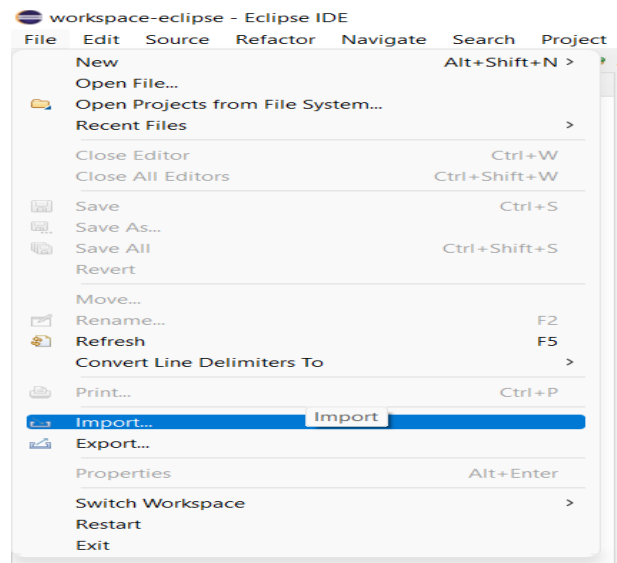 workspace-eclipse - Eclipse IDE
File Edit Source Refactor Navigate Search Project
New Alt+Shift+N >
Open File...
Open Projects from File System...
Recent Files >
Close Editor Ctrl+W
Close All Editors Ctrl+Shift+W
Save Ctrl+S
Save As...
Save All Ctrl+Shift+S
Revert
Move...
Rename... F2
Refresh F5
Convert Line Delimiters To >
Print... Ctrl+P
Import... Import
Export...
Properties Alt+Enter
Switch Workspace >
Restart
Exit